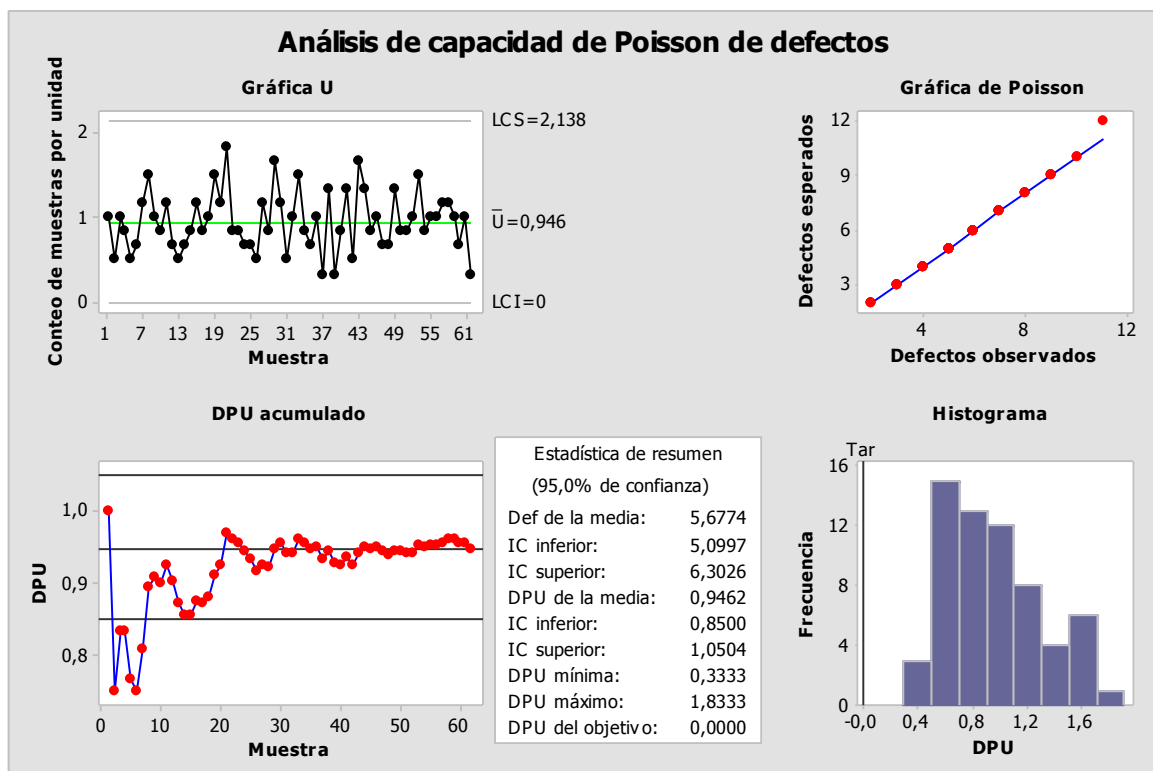 Análisis de capacidad de Poisson de defectos
Gráfica U
Conteo de muestras por unidad
2
1
0
LCS=2,138
U=0,946
LCI=0
1 7 13 19 25 31 37 43 49 55 61
Muestra
Gráfica de Poisson
Defectos esperados
12
9
6
3
4 8 12
Defectos observados
DPU acumulado
DPU
1,0
0,9
0,8
0 10 20 30 40 50 60
Muestra
Estadística de resumen
(95,0% de confianza)
Def de la media: 5,6774
IC inferior: 5,0997
IC superior: 6,3026
DPU de la media: 0,9462
IC inferior: 0,8500
IC superior: 1,0504
DPU mínima: 0,3333
DPU máximo: 1,8333
DPU del objetivo: 0,0000
Histograma
Tar
Frecuencia
16
12
8
4
0
-0,0 0,4 0,8 1,2 1,6
DPU